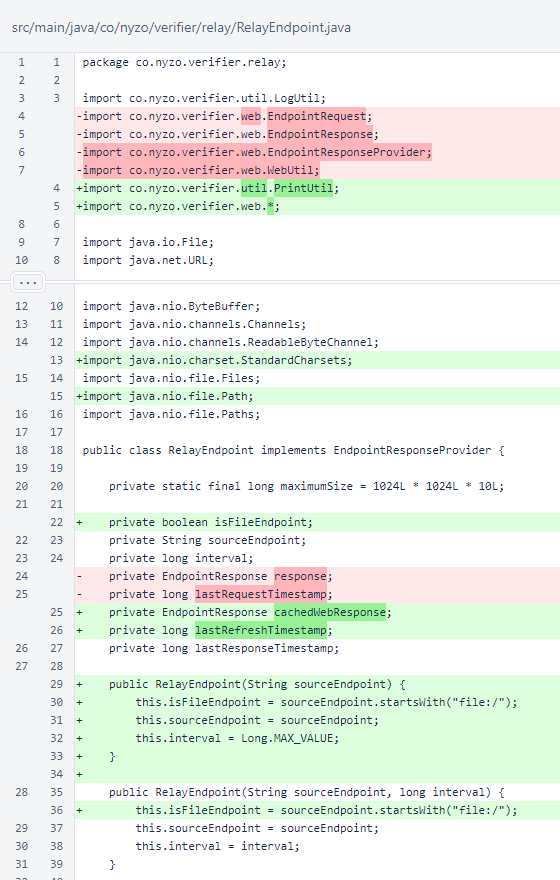 src/main/java/co/nyzo/verifier/relay/RelayEndpoint.java
1 1 package co.nyzo.verifier.relay;
2 2
3 3 import co.nyzo.verifier.util.LogUtil;
4 -import co.nyzo.verifier.web.EndpointRequest;
5 -import co.nyzo.verifier.web.EndpointResponse;
6 -import co.nyzo.verifier.web.EndpointResponseProvider;
7 -import co.nyzo.verifier.web.WebUtil;
4 +import co.nyzo.verifier.util.PrintUtil;
5 +import co.nyzo.verifier.web.*;
8 6
9 7 import java.io.File;
10 8 import java.net.URL;
...
12 10 import java.nio.ByteBuffer;
13 11 import java.nio.channels.Channels;
14 12 import java.nio.channels.ReadableByteChannel;
13 +import java.nio.charset.StandardCharsets;
15 14 import java.nio.file.Files;
15 +import java.nio.file.Path;
16 16 import java.nio.file.Paths;
17 17
18 18 public class RelayEndpoint implements EndpointResponseProvider {
19 19
20 20     private static final long maximumSize = 1024L * 1024L * 10L;
21 21
22 +    private boolean isFileEndpoint;
22 23     private String sourceEndpoint;
23 24     private long interval;
24 -    private EndpointResponse response;
25 -    private long lastRequestTimestamp;
25 +    private EndpointResponse cachedWebResponse;
26 +    private long lastRefreshTimestamp;
26 27     private long lastResponseTimestamp;
27 28
29 +    public RelayEndpoint(String sourceEndpoint) {
30 +        this.isFileEndpoint = sourceEndpoint.startsWith("file:/");
31 +        this.sourceEndpoint = sourceEndpoint;
32 +        this.interval = Long.MAX_VALUE;
33 +    }
34 +
28 35     public RelayEndpoint(String sourceEndpoint, long interval) {
36 +        this.isFileEndpoint = sourceEndpoint.startsWith("file:/");
29 37         this.sourceEndpoint = sourceEndpoint;
30 38         this.interval = interval;
31 39     }